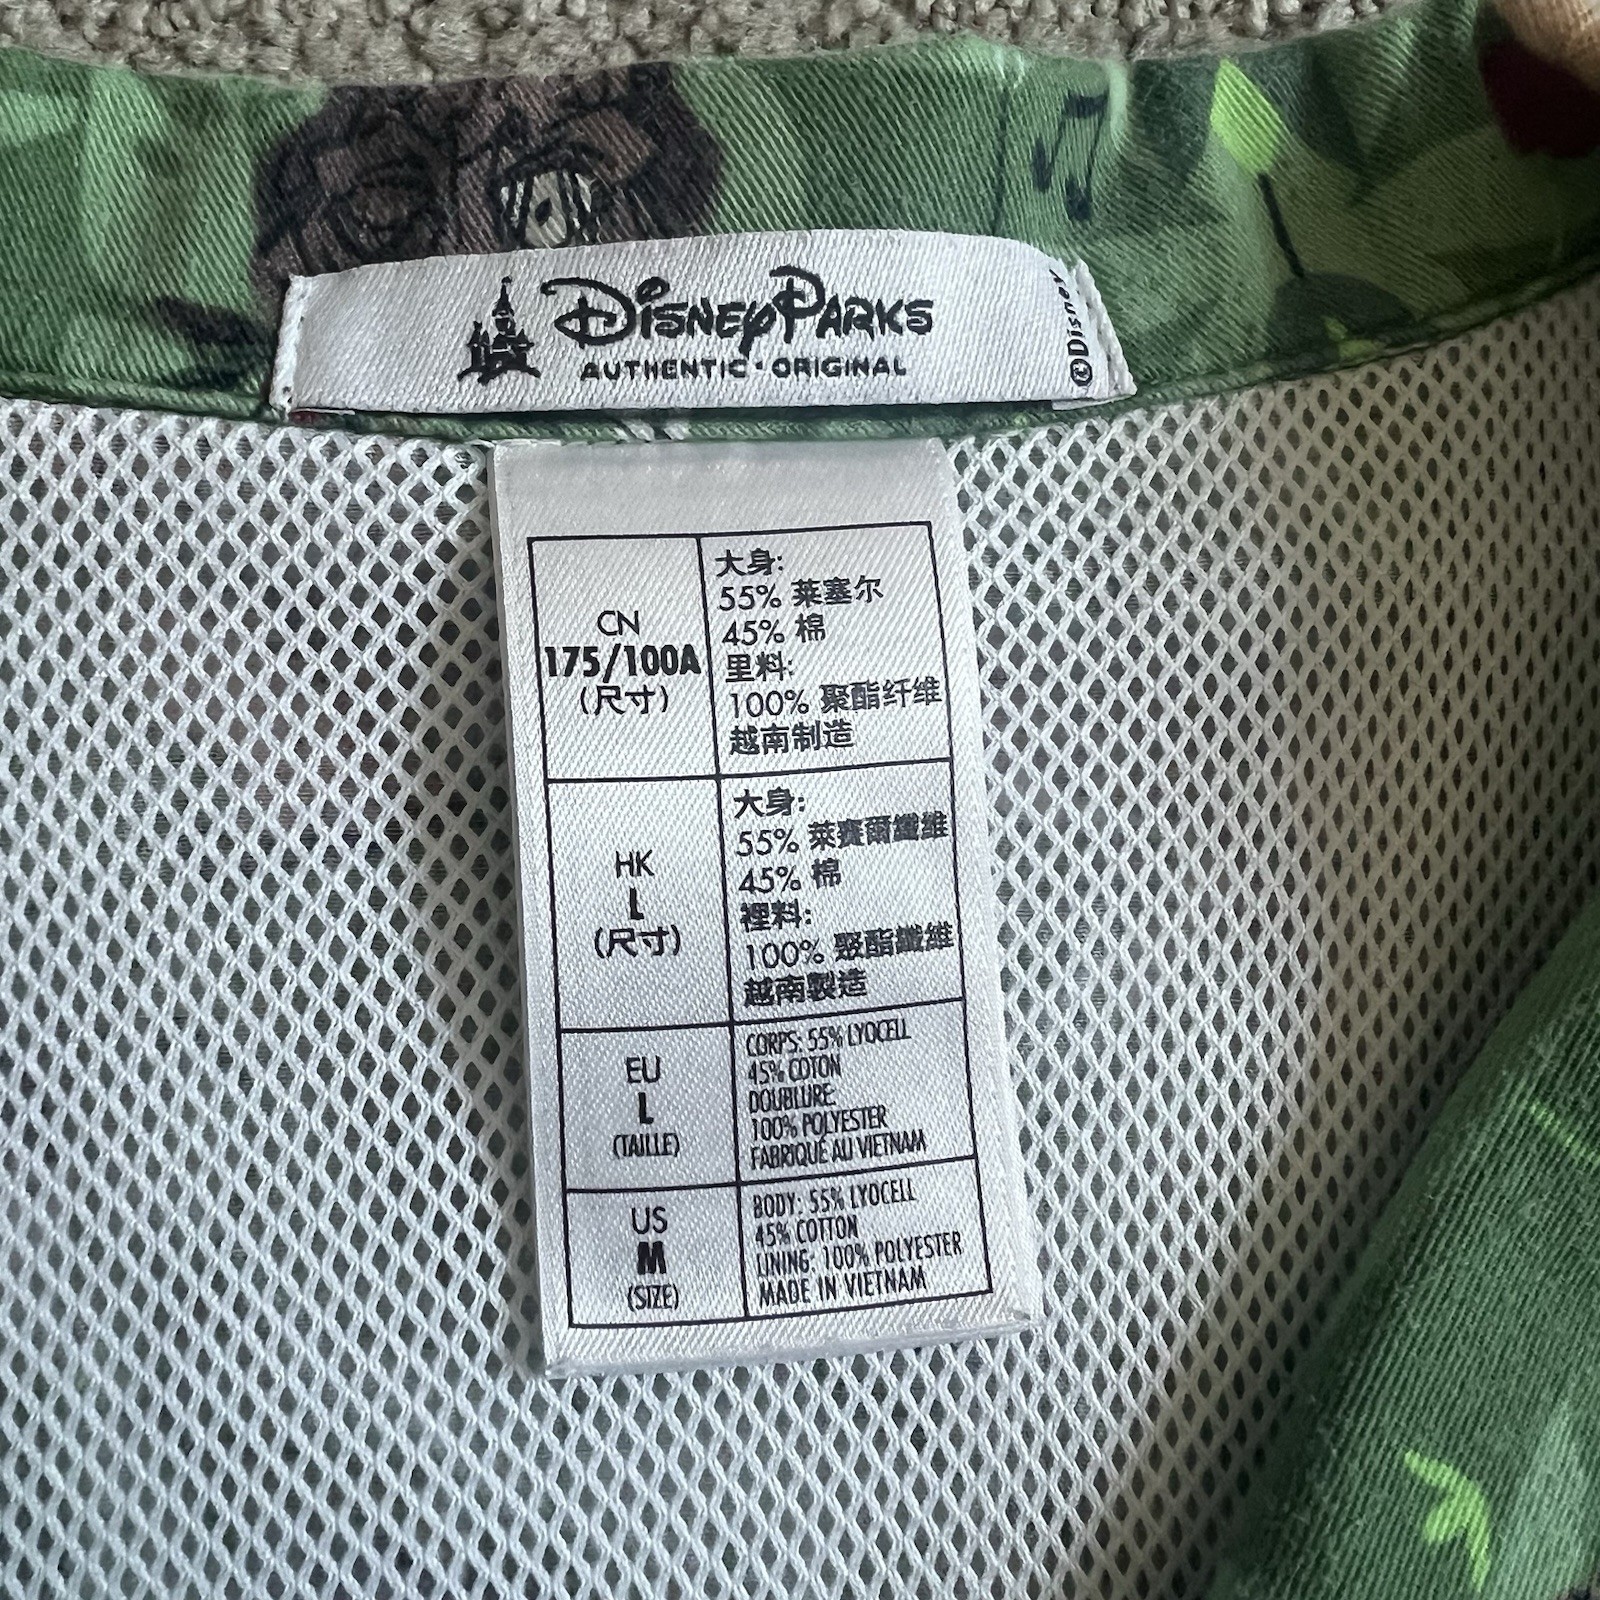 DISNEY PARKS
AUTHENTIC · ORIGINAL
©Disney
CN
175/100A
(尺寸)
大身:
55% 莱塞尔
45% 棉
里料:
100% 聚酯纤维
越南制造
HK
L
(尺寸)
大身:
55% 萊賽爾纖維
45% 棉
裡料:
100% 聚酯纖維
越南製造
EU
L
(TAILLE)
CORPS: 55% LYOCELL
45% COTON
DOUBLURE:
100% POLYESTER
FABRIQUÉ AU VIETNAM
US
M
(SIZE)
BODY: 55% LYOCELL
45% COTTON
LINING: 100% POLYESTER
MADE IN VIETNAM